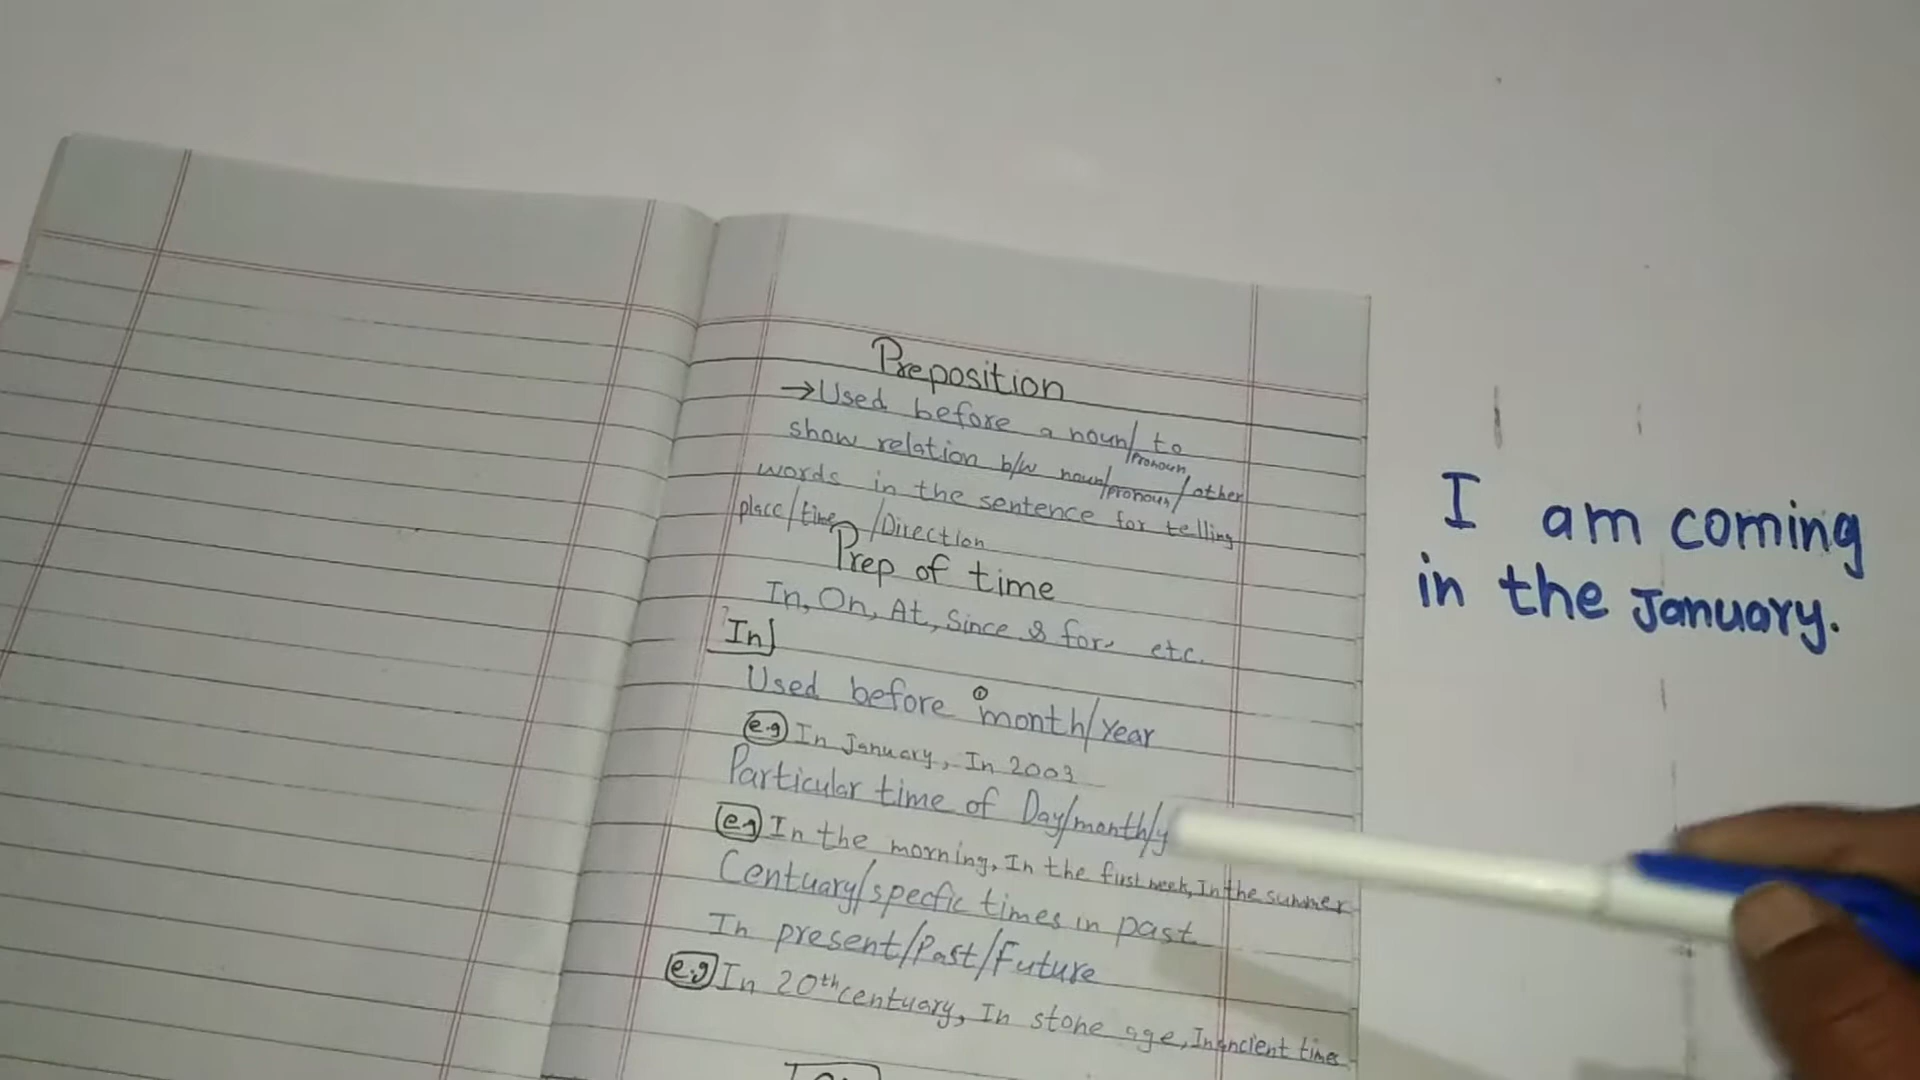 Preposition
→ Used before a noun/pronoun to
show relation b/w noun/pronoun/other
words in the sentence for telling
place/time/Direction
Prep of time
In, On, At, Since & for, etc.
In
Used before ① month/year
e.g In January, In 2003
Particular time of Day/month/y
e.g In the morning, In the first week, In the summer
Centuary/specfic times in past
In present/Past/Future
e.g In 20th centuary, In stone age, In ancient times
I am coming
in the January.